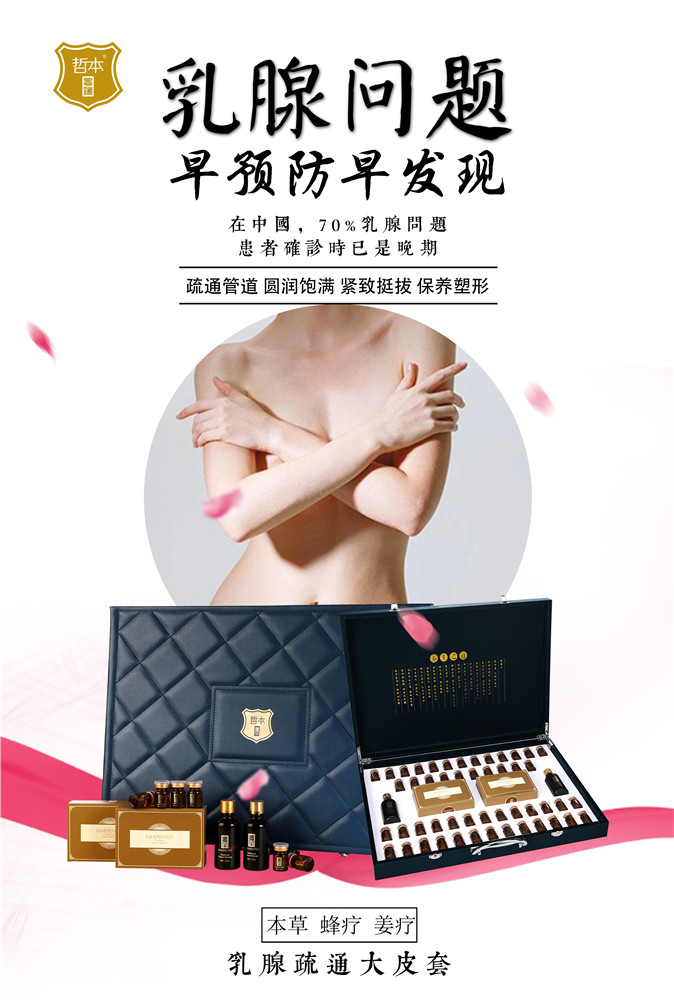 哲本®
乳腺问题
早预防早发现
在中國，70%乳腺問題
患者確診時已是晚期
疏通管道 圆润饱满 紧致挺拔 保养塑形
哲本
本草 蜂疗 姜疗
乳腺疏通大皮套